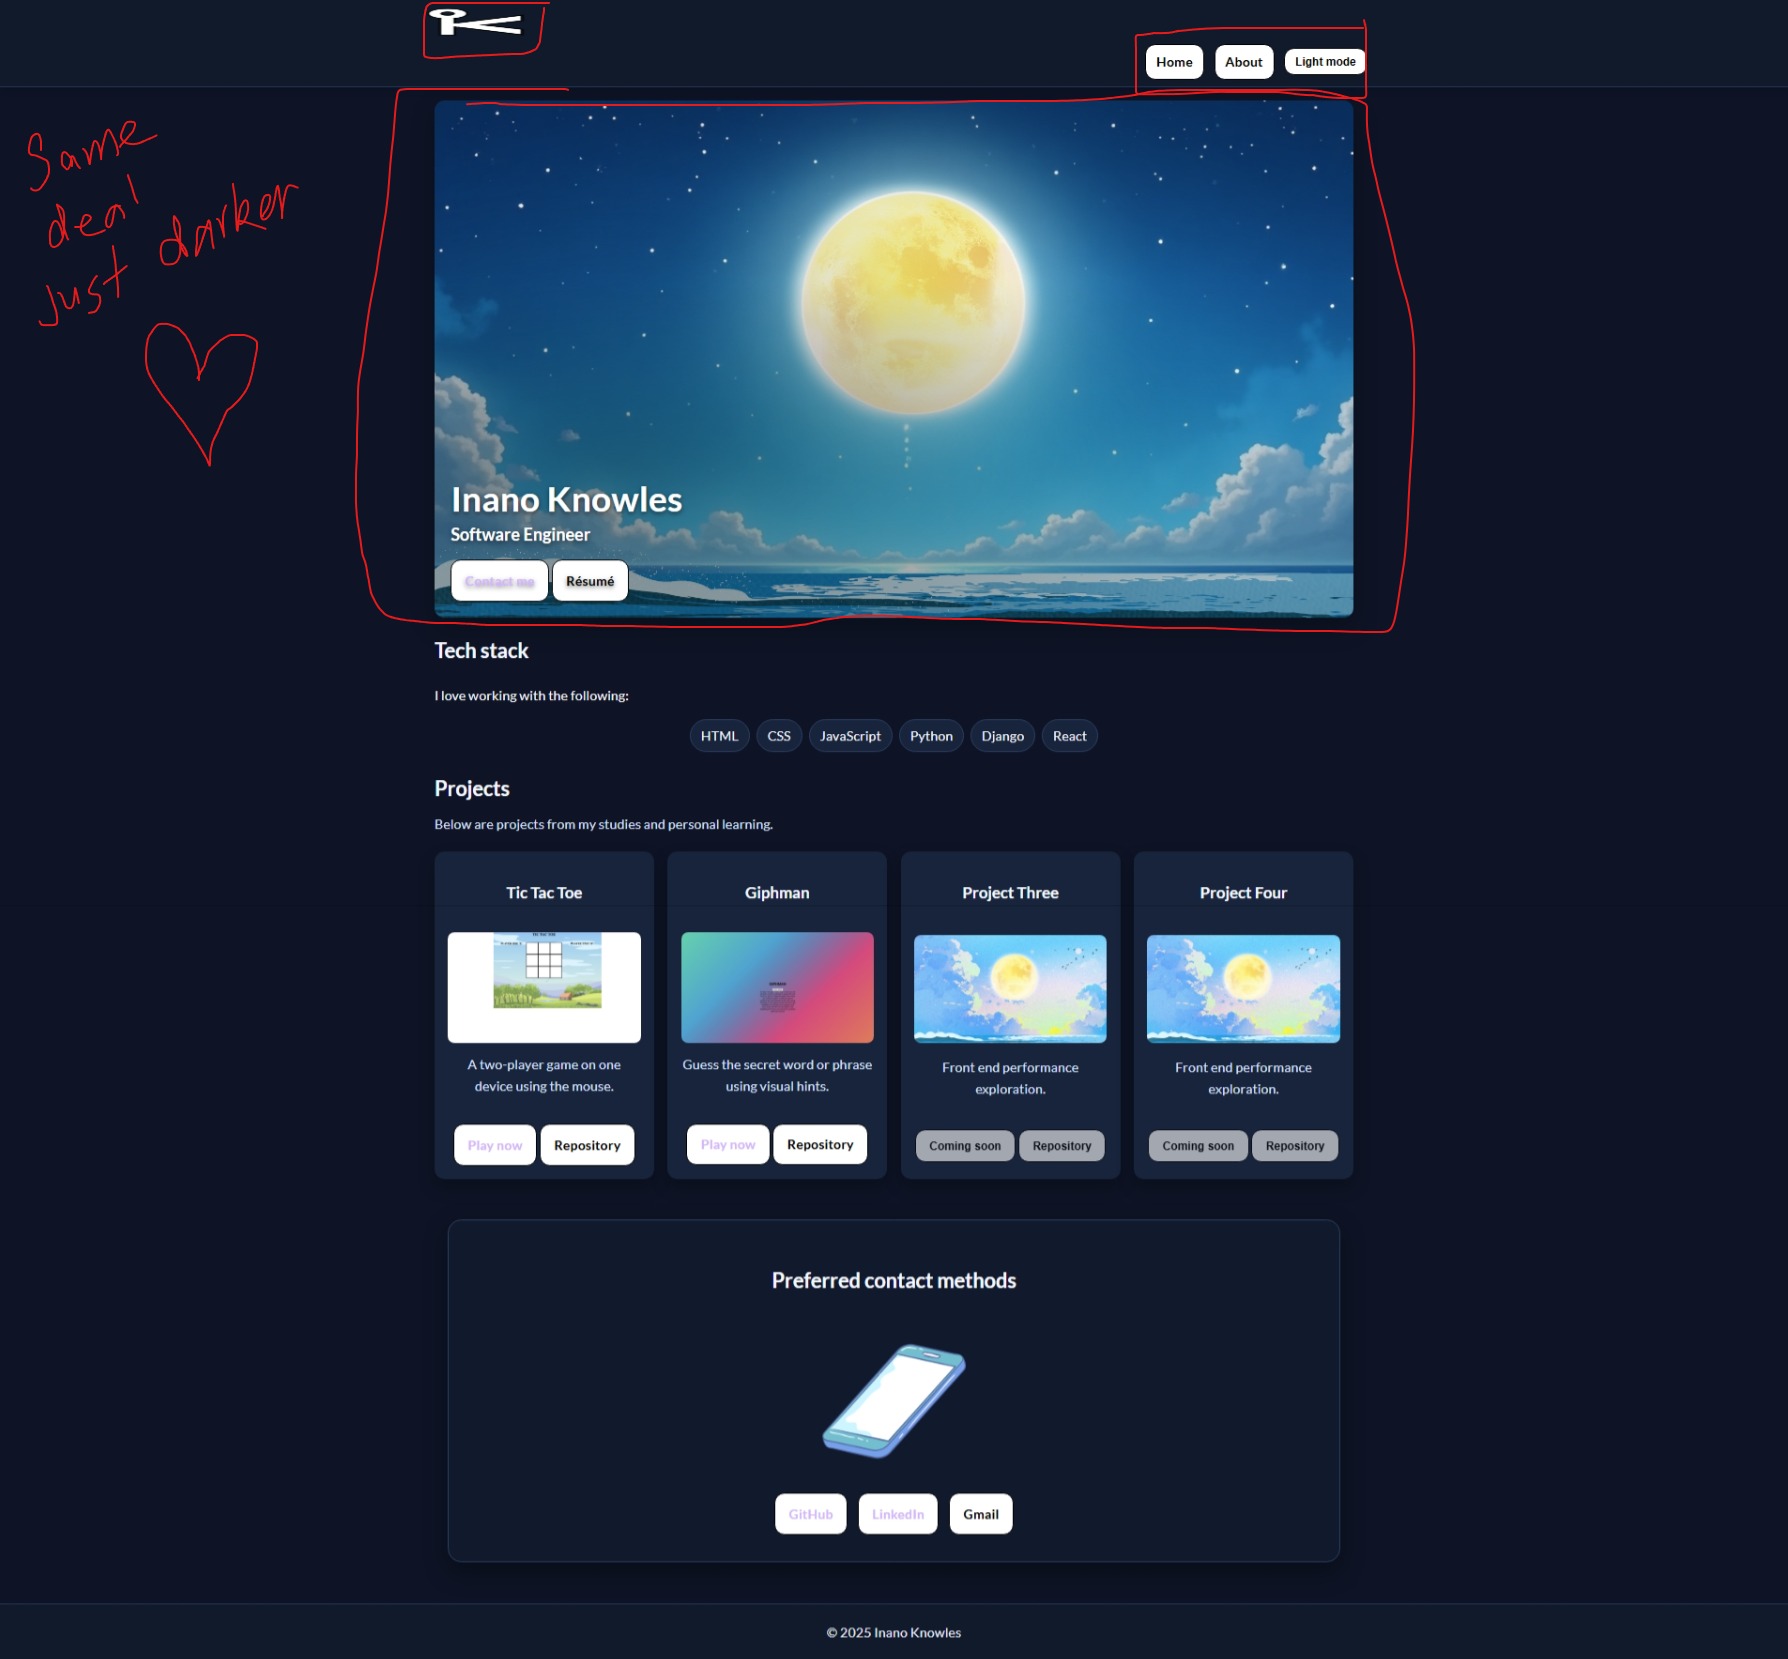 Home About Light mode
Same
deal
just darker
Inano Knowles
Software Engineer
Contact me Résumé
Tech stack
I love working with the following:
HTML CSS JavaScript Python Django React
Projects
Below are projects from my studies and personal learning.
Tic Tac Toe
A two-player game on one
device using the mouse.
Play now Repository
Giphman
Guess the secret word or phrase
using visual hints.
Play now Repository
Project Three
Front end performance
exploration.
Coming soon Repository
Project Four
Front end performance
exploration.
Coming soon Repository
Preferred contact methods
GitHub LinkedIn Gmail
© 2025 Inano Knowles